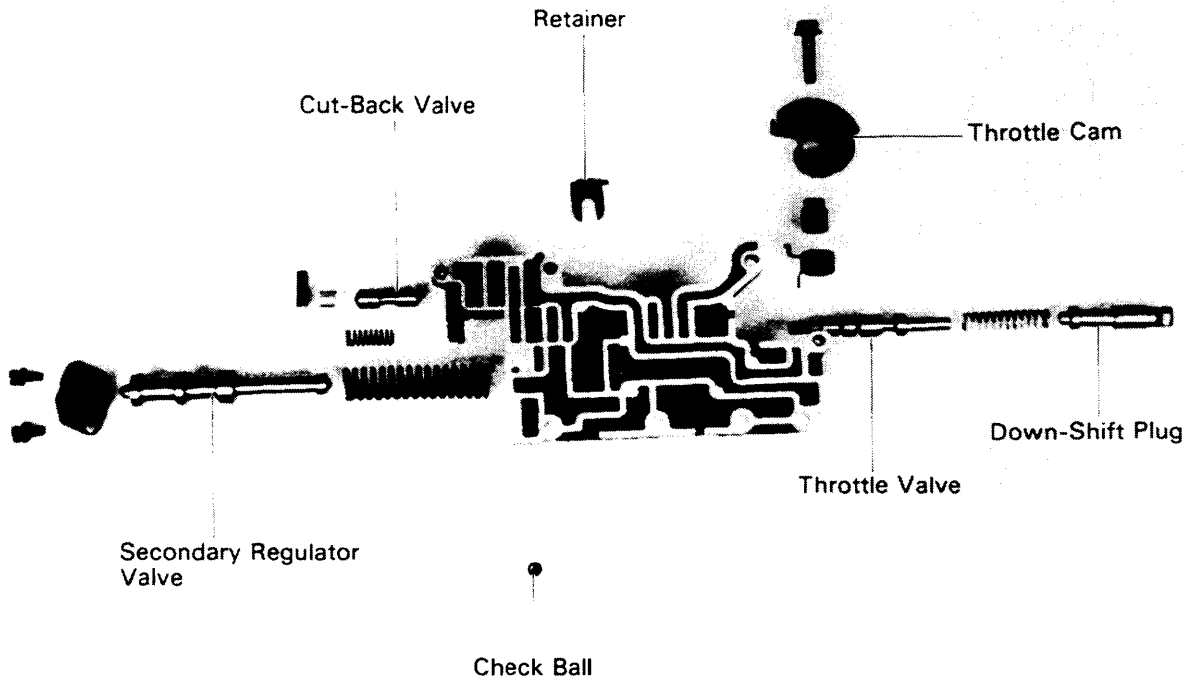 Retainer
Cut-Back Valve
Throttle Cam
Down-Shift Plug
Throttle Valve
Secondary Regulator
Valve
Check Ball